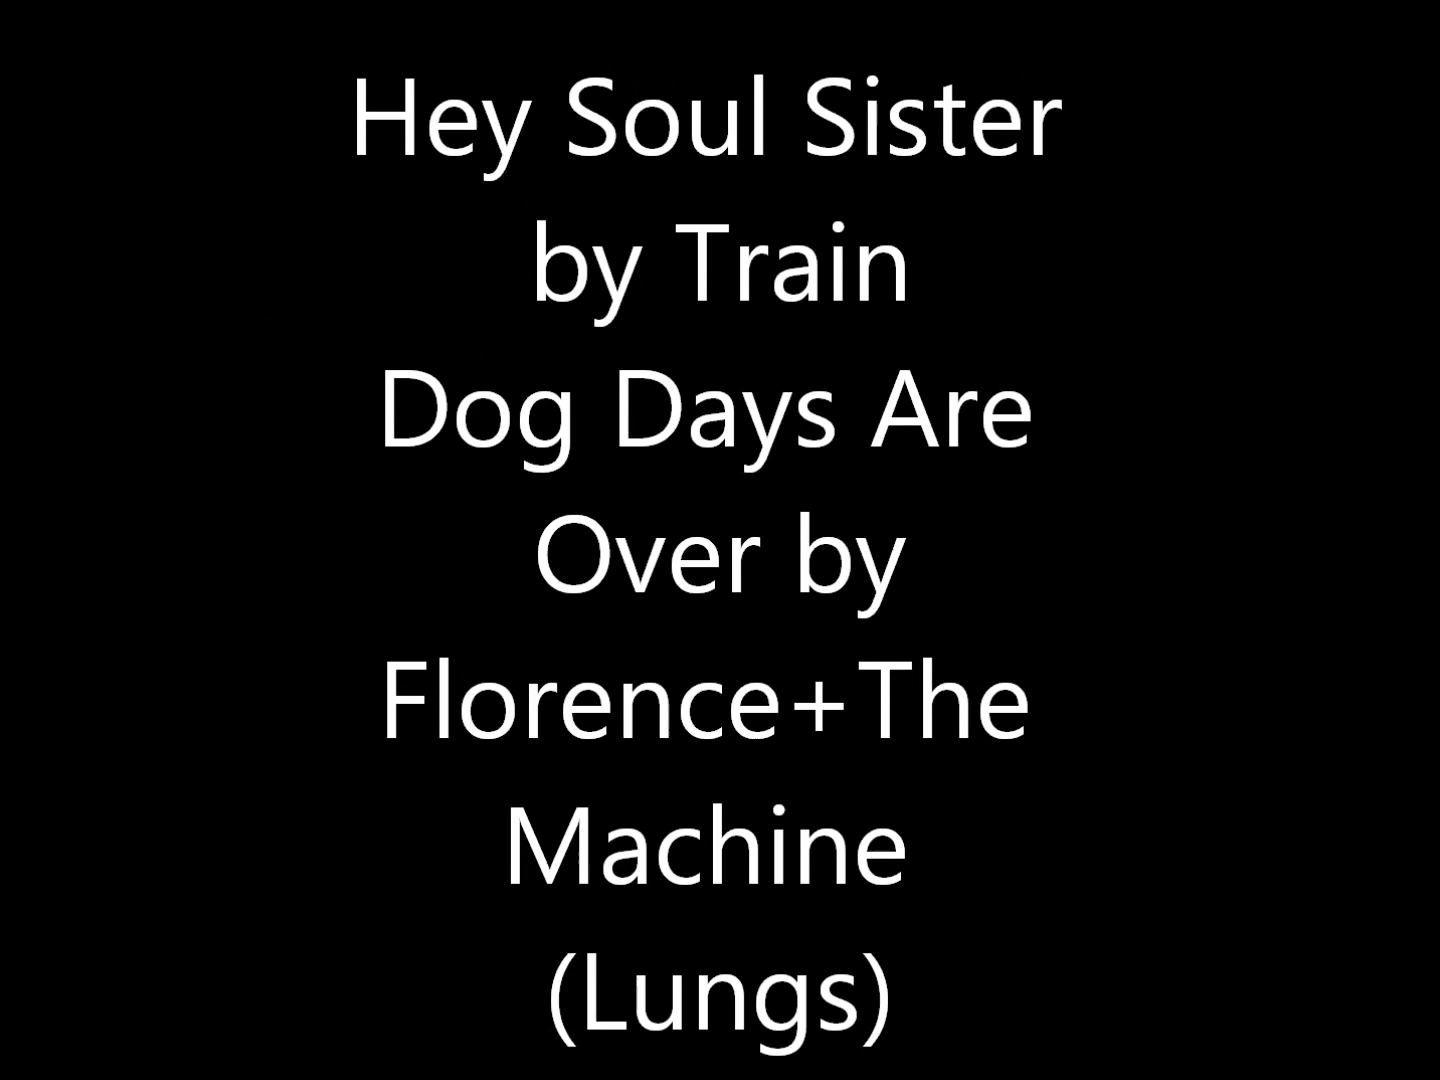 Hey Soul Sister
by Train
Dog Days Are
Over by
Florence+The
Machine
(Lungs)